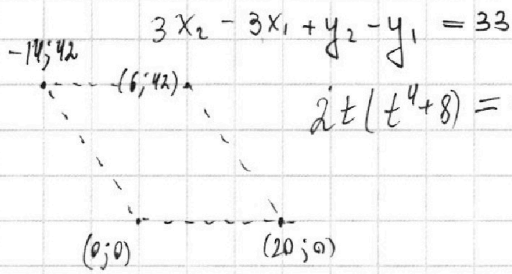 3x₂ - 3x₁ + y₂ - y₁ = 33
-14; 42
(6; 42)
2t(t⁴+8) =
(0; 0)
(20; 0)